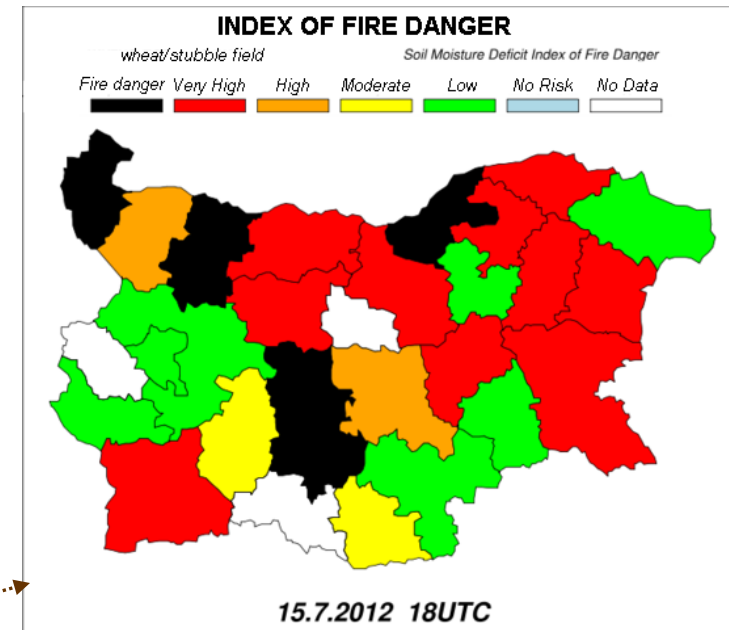 INDEX OF FIRE DANGER
wheat/stubble field Soil Moisture Deficit Index of Fire Danger
Fire danger Very High High Moderate Low No Risk No Data
15.7.2012 18UTC